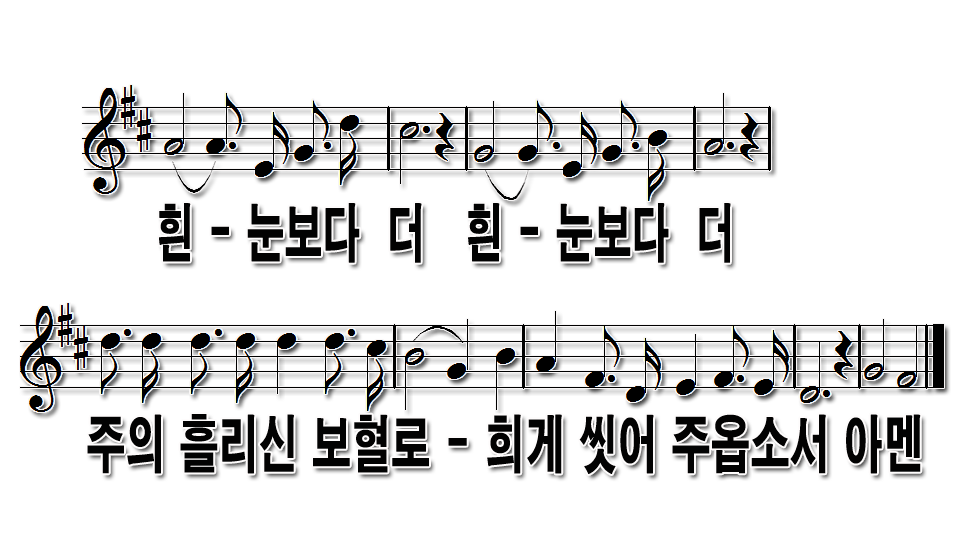 흰 - 눈보다 더 흰 - 눈보다 더
주의 흘리신 보혈로 - 희게 씻어 주옵소서 아멘